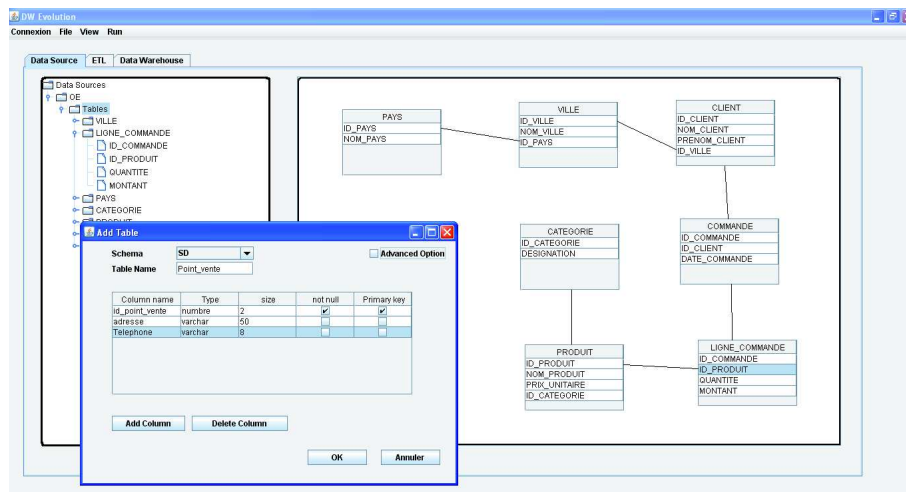 DW Evolution
Connexion File View Run
Data Source ETL Data Warehouse
Data Sources
OE
Tables
VILLE
LIGNE_COMMANDE
ID_COMMANDE
ID_PRODUIT
QUANTITE
MONTANT
PAYS
CATEGORIE
PRODUIT
PAYS
ID_PAYS
NOM_PAYS
VILLE
ID_VILLE
NOM_VILLE
ID_PAYS
CLIENT
ID_CLIENT
NOM_CLIENT
PRENOM_CLIENT
ID_VILLE
CATEGORIE
ID_CATEGORIE
DESIGNATION
COMMANDE
ID_COMMANDE
ID_CLIENT
DATE_COMMANDE
PRODUIT
ID_PRODUIT
NOM_PRODUIT
PRIX_UNITAIRE
ID_CATEGORIE
LIGNE_COMMANDE
ID_COMMANDE
ID_PRODUIT
QUANTITE
MONTANT
Add Table
Schema SD Advanced Option
Table Name Point_vente
Column name Type size not null Primary key
id_point_vente numbre 2
adresse varchar 50
Telephone varchar 8
Add Column Delete Column
OK Annuler